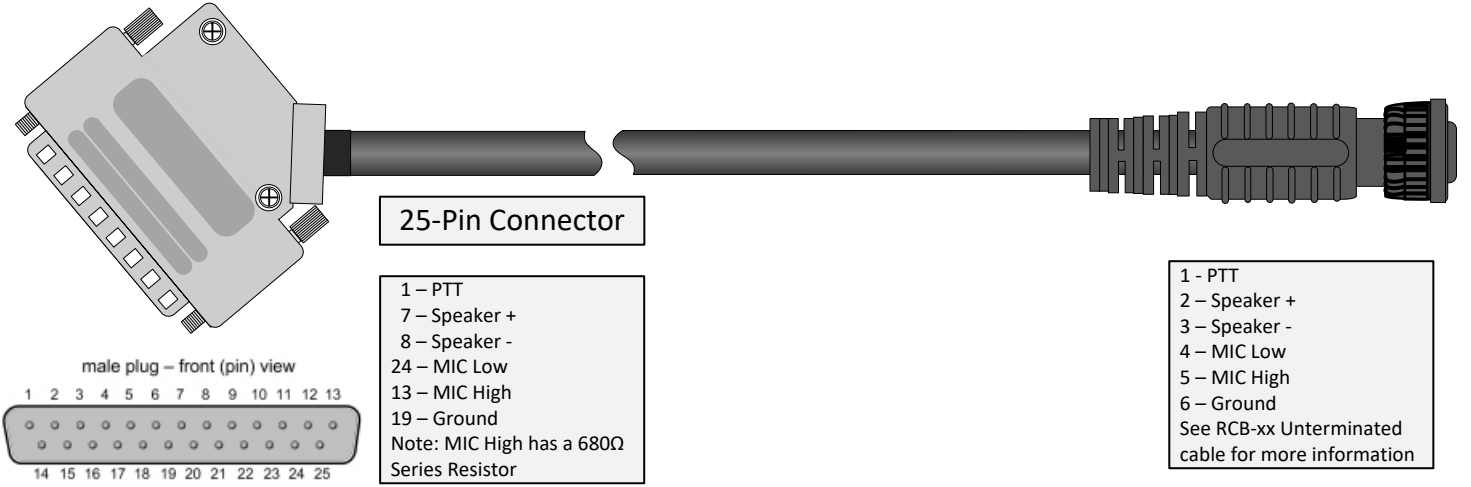 25-Pin Connector
1 – PTT
7 – Speaker +
8 – Speaker -
24 – MIC Low
13 – MIC High
19 – Ground
Note: MIC High has a 680Ω
Series Resistor
1 - PTT
2 – Speaker +
3 – Speaker -
4 – MIC Low
5 – MIC High
6 – Ground
See RCB-xx Unterminated
cable for more information
male plug – front (pin) view
1 2 3 4 5 6 7 8 9 10 11 12 13
14 15 16 17 18 19 20 21 22 23 24 25